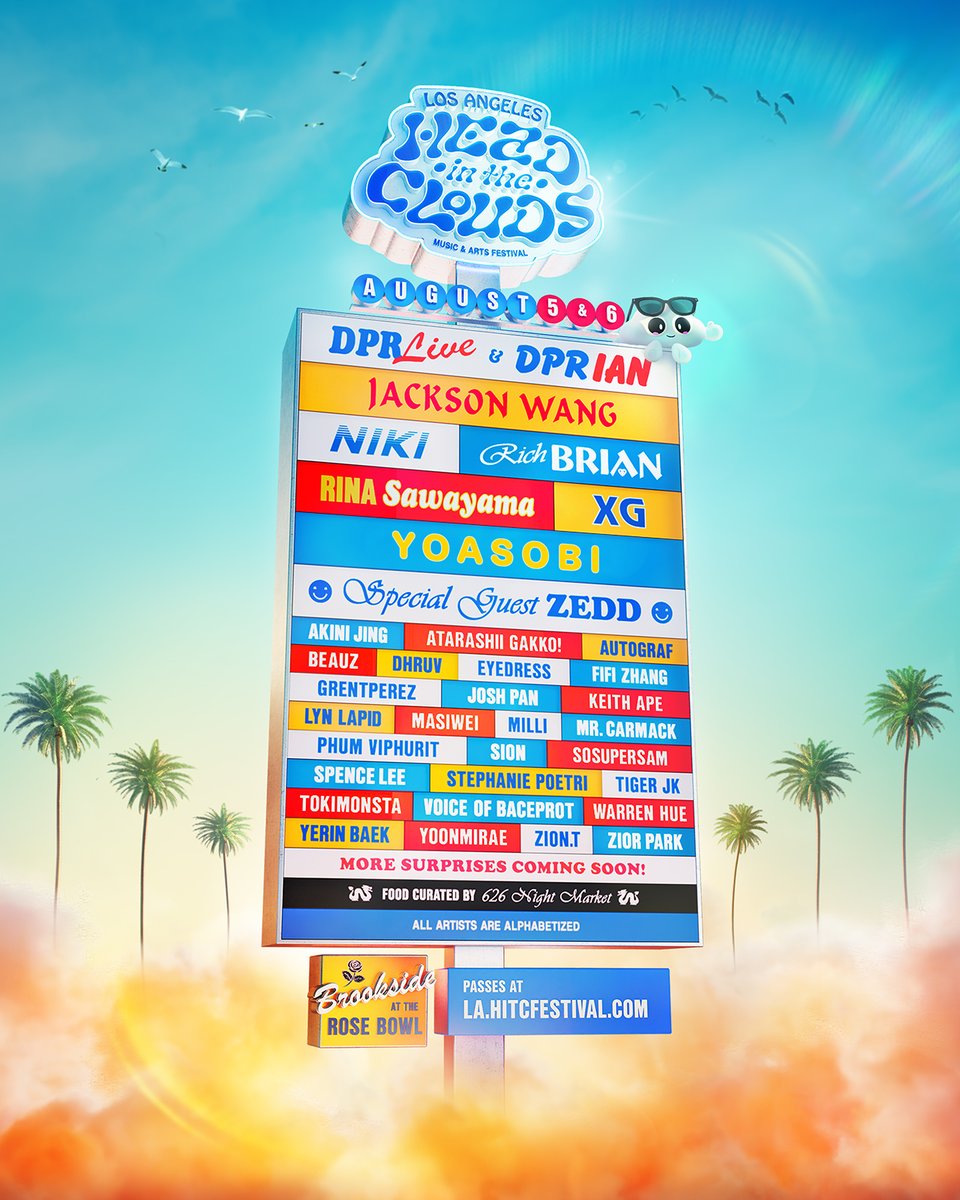 LOS ANGELES
HEAD
in the
CLOUDS
MUSIC & ARTS FESTIVAL
AUGUST 5 & 6
DPR Live & DPR IAN
JACKSON WANG
NIKI Rich BRIAN
RINA Sawayama XG
YOASOBI
Special Guest ZEDD
AKINI JING ATARASHII GAKKO! AUTOGRAF
BEAUZ DHRUV EYEDRESS FIFI ZHANG
GRENTPEREZ JOSH PAN KEITH APE
LYN LAPID MASIWEI MILLI MR. CARMACK
PHUM VIPHURIT SION SOSUPERSAM
SPENCE LEE STEPHANIE POETRI TIGER JK
TOKIMONSTA VOICE OF BACEPROT WARREN HUE
YERIN BAEK YOONMIRAE ZION.T ZIOR PARK
MORE SURPRISES COMING SOON!
FOOD CURATED BY 626 Night Market
ALL ARTISTS ARE ALPHABETIZED
Brookside
AT THE
ROSE BOWL
PASSES AT
LA.HITCFESTIVAL.COM